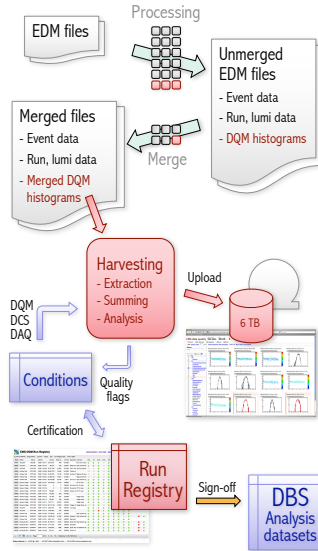 Processing
EDM files
Unmerged
EDM files
- Event data
- Run, lumi data
- DQM histograms
Merged files
- Event data
- Run, lumi data
- Merged DQM
histograms
Merge
Harvesting
- Extraction
- Summing
- Analysis
Upload
6 TB
DQM
DCS
DAQ
Conditions
Quality
flags
Certification
Run
Registry
Sign-off
DBS
Analysis
datasets